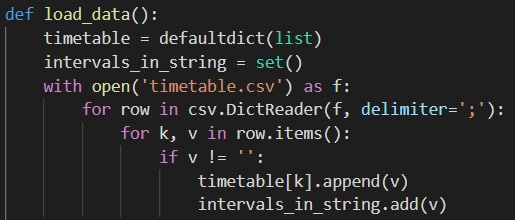 def load_data():
    timetable = defaultdict(list)
    intervals_in_string = set()
    with open('timetable.csv') as f:
        for row in csv.DictReader(f, delimiter=';'):
            for k, v in row.items():
                if v != '':
                    timetable[k].append(v)
                    intervals_in_string.add(v)